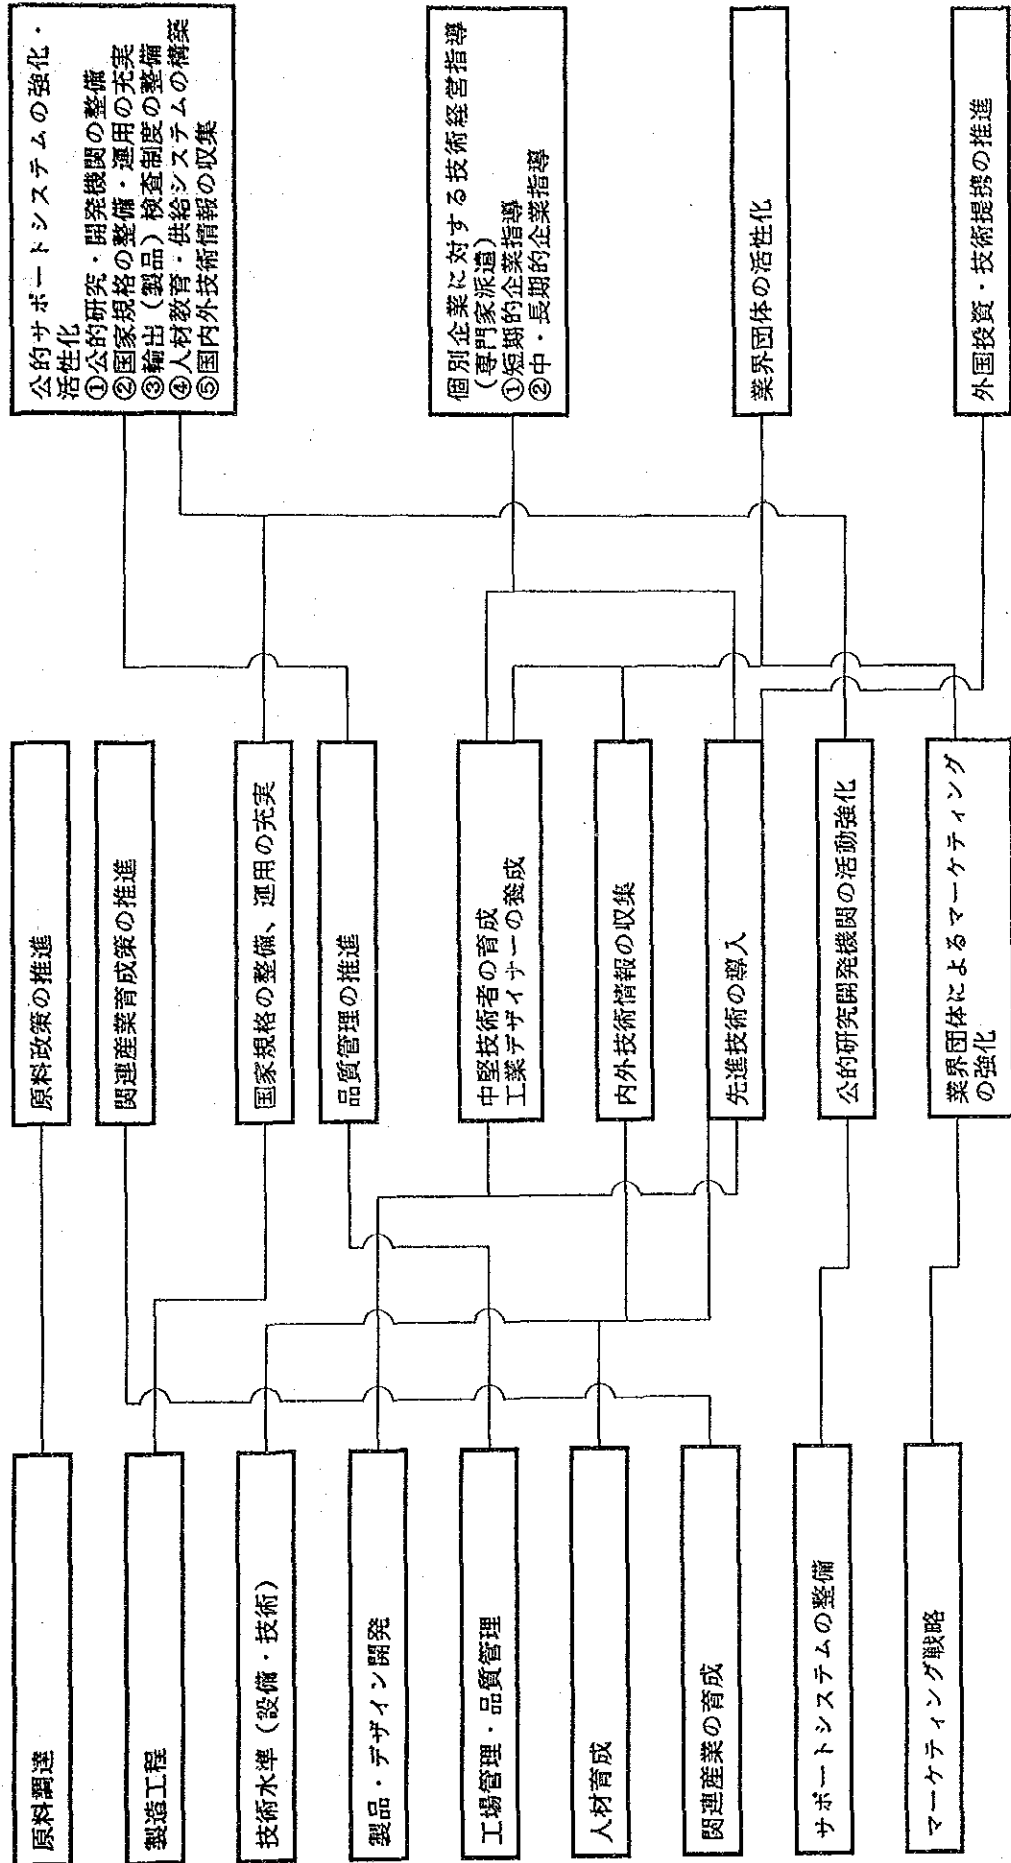 原料調達
製造工程
技術水準（設備・技術）
製品・デザイン開発
工場管理・品質管理
人材育成
関連産業の育成
サポートシステムの整備
マーケティング戦略
原料政策の推進
関連産業育成策の推進
国家規格の整備、運用の充実
品質管理の推進
中堅技術者の育成
工業デザイナーの養成
内外技術情報の収集
先進技術の導入
公的研究開発機関の活動強化
業界団体によるマーケティング
の強化
公的サポートシステムの強化・
活性化
①公的研究・開発機関の整備
②国家規格の整備・運用の充実
③輸出（製品）検査制度の整備
④人材教育・供給システムの構築
⑤国内外技術情報の収集
個別企業に対する技術経営指導
（専門家派遣）
①短期的企業指導
②中・長期的企業指導
業界団体の活性化
外国投資・技術提携の推進